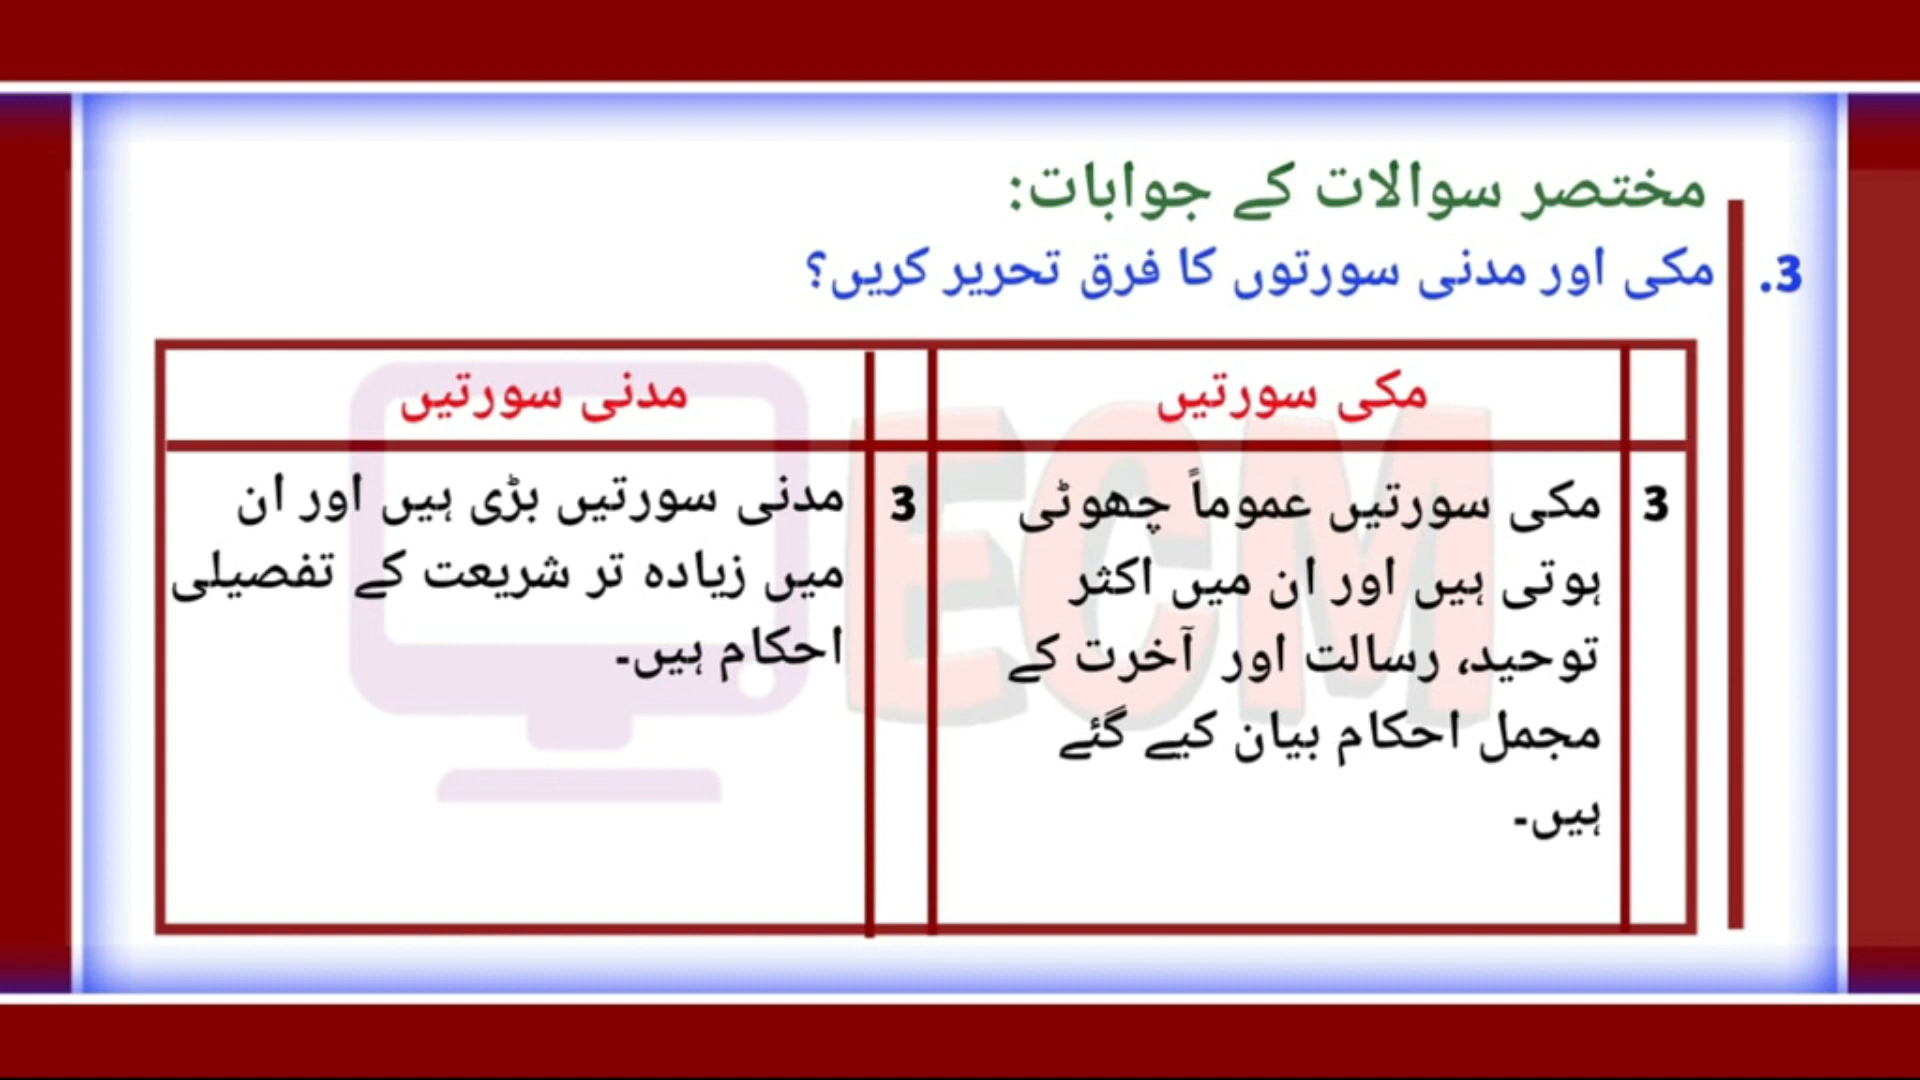 مختصر سوالات کے جوابات:
3. مکی اور مدنی سورتوں کا فرق تحریر کریں؟
مکی سورتیں
مدنی سورتیں
3
مکی سورتیں عموماً چھوٹی
ہوتی ہیں اور ان میں اکثر
توحید، رسالت اور آخرت کے
مجمل احکام بیان کیے گئے
ہیں۔
3
مدنی سورتیں بڑی ہیں اور ان
میں زیادہ تر شریعت کے تفصیلی
احکام ہیں۔
ECM